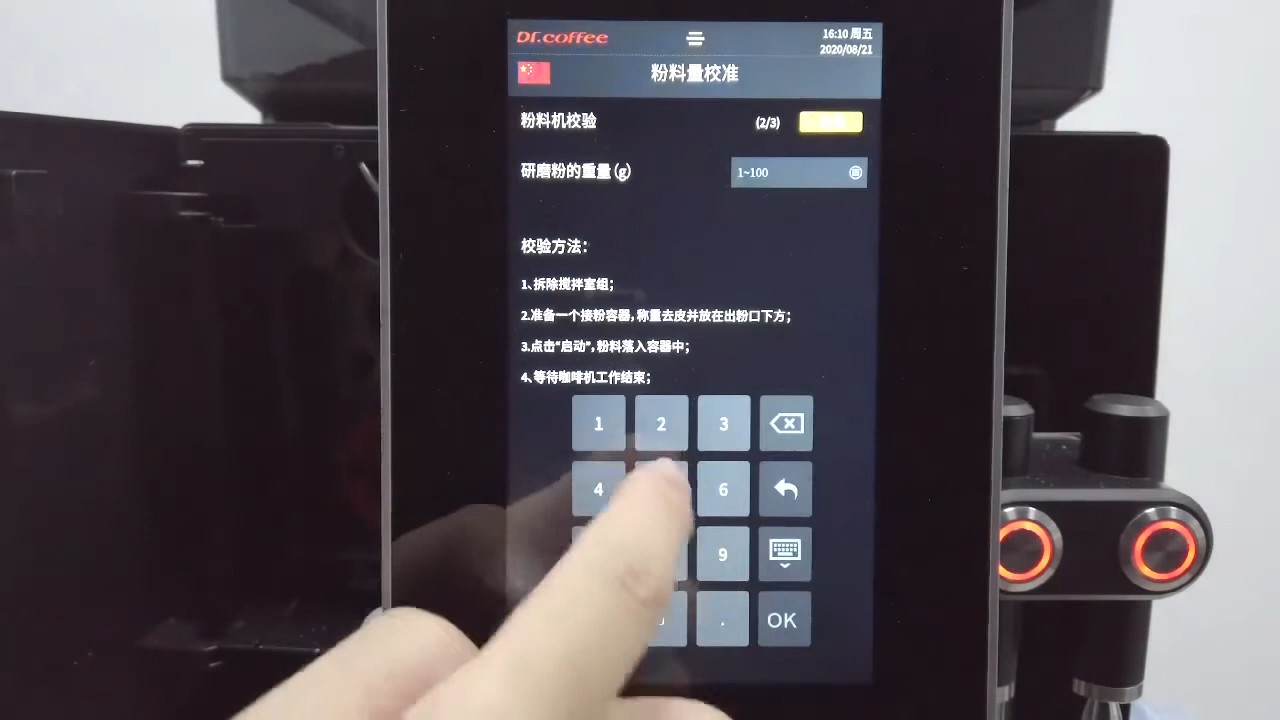 Dr.coffee
16:10 周五
2020/08/21
粉料量校准
粉料机校验 (2/3)
研磨粉的重量(g) 1~100
校验方法:
1、拆除搅拌室组;
2.准备一个接粉容器,称重去皮并放在出粉口下方;
3.点击“启动”,粉料落入容器中;
4、等待咖啡机工作结束;
1 2 3
4 6
9
. OK